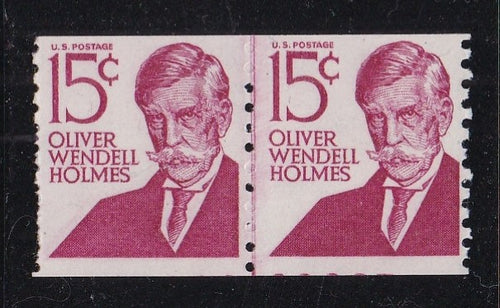 U.S. POSTAGE
15¢
OLIVER
WENDELL
HOLMES
U.S. POSTAGE
15¢
OLIVER
WENDELL
HOLMES